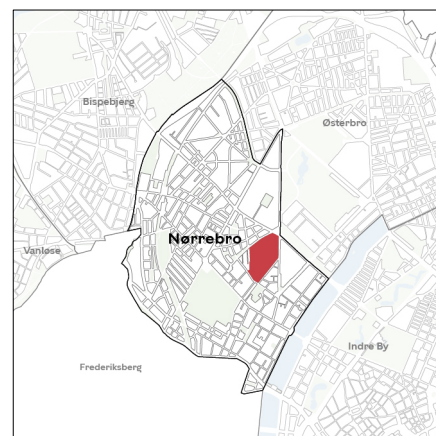 Bispebjerg
Østerbro
Nørrebro
Vanløse
Indre By
Frederiksberg